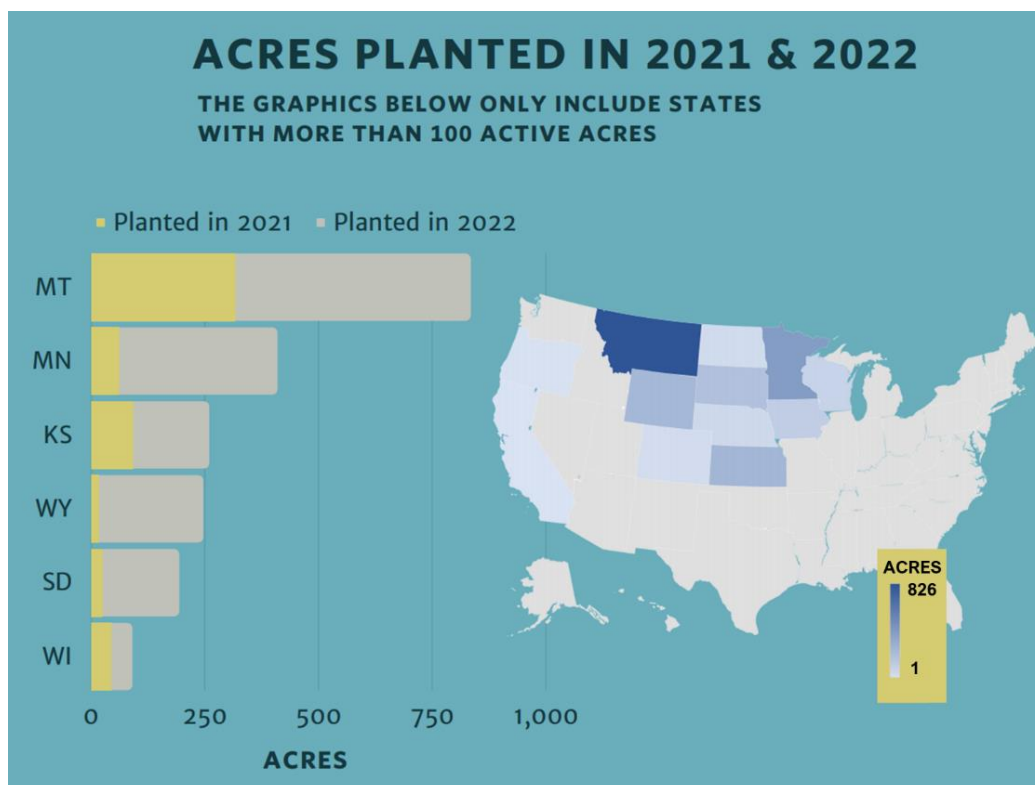 ACRES PLANTED IN 2021 & 2022
THE GRAPHICS BELOW ONLY INCLUDE STATES
WITH MORE THAN 100 ACTIVE ACRES
Planted in 2021 Planted in 2022
MT
MN
KS
WY
SD
WI
0 250 500 750 1,000
ACRES
ACRES
826
1